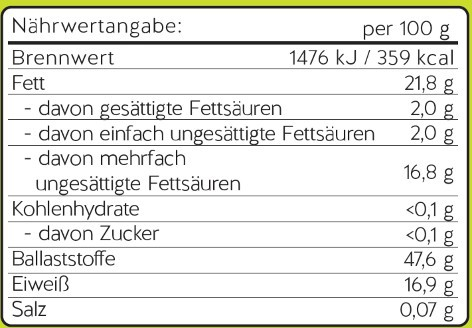 Nährwertangabe: per 100 g
Brennwert 1476 kJ / 359 kcal
Fett 21,8 g
- davon gesättigte Fettsäuren 2,0 g
- davon einfach ungesättigte Fettsäuren 2,0 g
- davon mehrfach
ungesättigte Fettsäuren 16,8 g
Kohlenhydrate <0,1 g
- davon Zucker <0,1 g
Ballaststoffe 47,6 g
Eiweiß 16,9 g
Salz 0,07 g